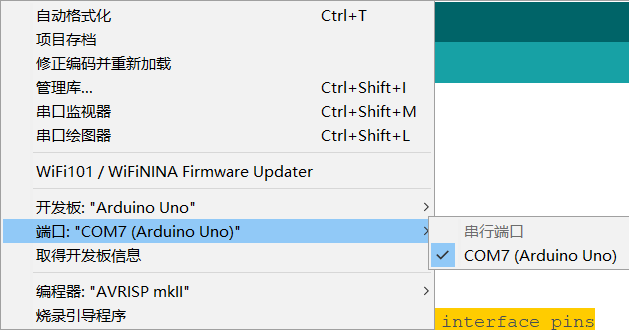 自动格式化 Ctrl+T
项目存档
修正编码并重新加载
管理库... Ctrl+Shift+I
串口监视器 Ctrl+Shift+M
串口绘图器 Ctrl+Shift+L
WiFi101 / WiFiNINA Firmware Updater
开发板: "Arduino Uno"
端口: "COM7 (Arduino Uno)"
串行端口
COM7 (Arduino Uno)
取得开发板信息
编程器: "AVRISP mkII"
烧录引导程序
interface pins